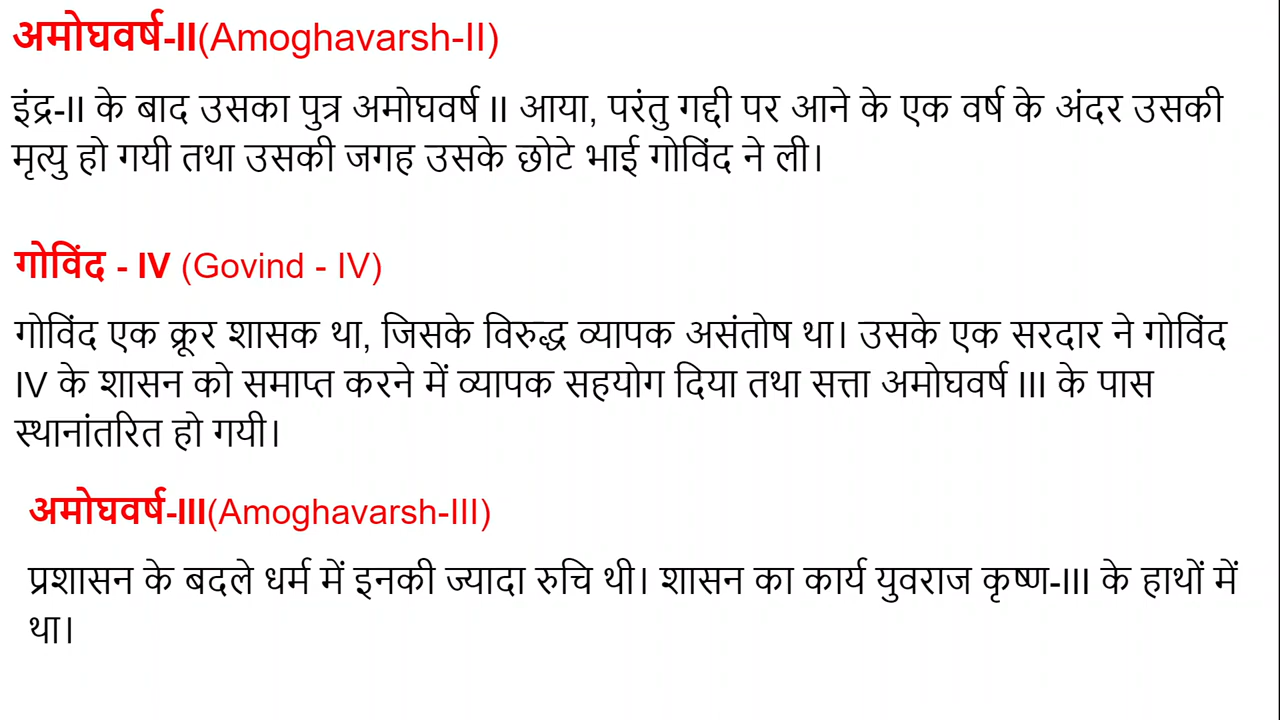 अमोघवर्ष-II(Amoghavarsh-II)
इंद्र-II के बाद उसका पुत्र अमोघवर्ष II आया, परंतु गद्दी पर आने के एक वर्ष के अंदर उसकी
मृत्यु हो गयी तथा उसकी जगह उसके छोटे भाई गोविंद ने ली।
गोविंद - IV (Govind - IV)
गोविंद एक क्रूर शासक था, जिसके विरुद्ध व्यापक असंतोष था। उसके एक सरदार ने गोविंद
IV के शासन को समाप्त करने में व्यापक सहयोग दिया तथा सत्ता अमोघवर्ष III के पास
स्थानांतरित हो गयी।
अमोघवर्ष-III(Amoghavarsh-III)
प्रशासन के बदले धर्म में इनकी ज्यादा रुचि थी। शासन का कार्य युवराज कृष्ण-III के हाथों में
था।